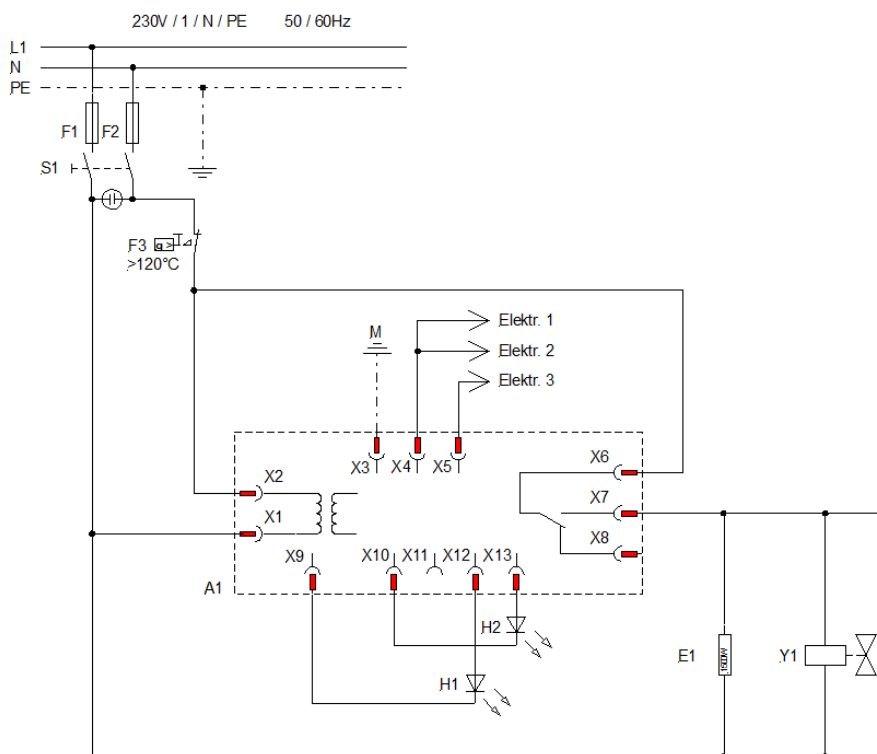 230V / 1 / N / PE 50 / 60Hz
L1
N
PE
F1
F2
S1
F3
>120°C
Elektr. 1
Elektr. 2
Elektr. 3
M
X3
X4
X5
X6
X2
X7
X1
X8
X9
X10
X11
X12
X13
A1
H2
H1
E1
1500W
Y1